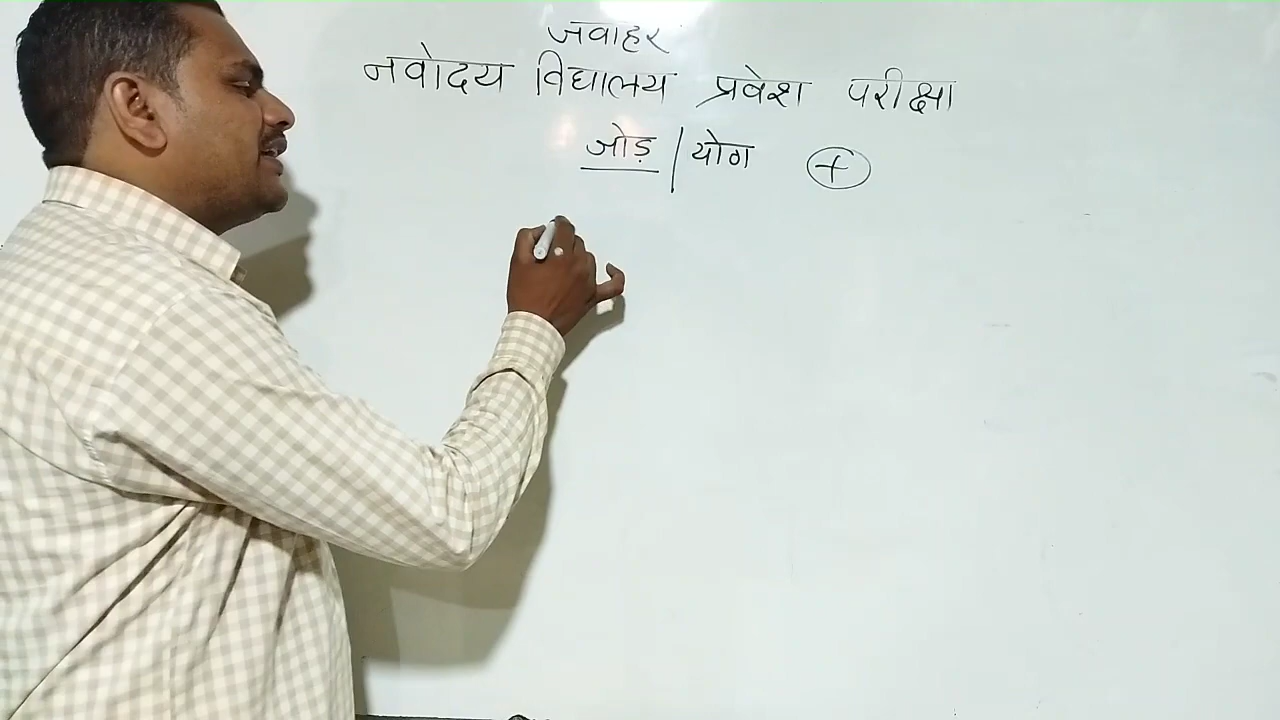 जवाहर
नवोदय विद्यालय प्रवेश परीक्षा
जोड़ | योग +